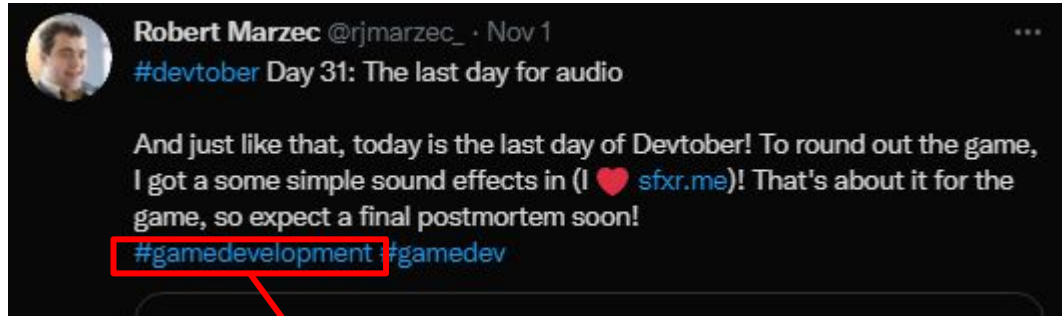 Robert Marzec @rjmarzec_ · Nov 1
#devtober Day 31: The last day for audio
And just like that, today is the last day of Devtober! To round out the game,
I got a some simple sound effects in (I ❤️ sfxr.me)! That's about it for the
game, so expect a final postmortem soon!
#gamedevelopment #gamedev